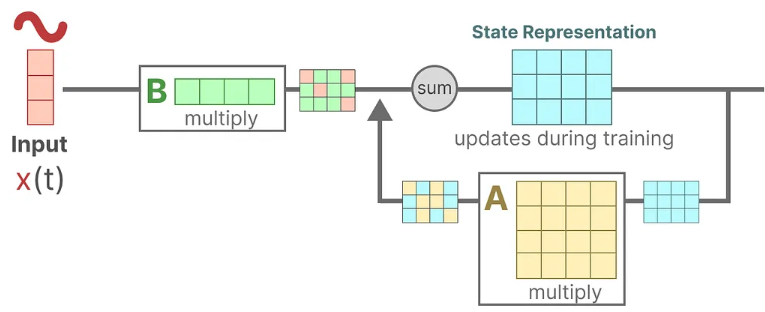 State Representation
B
sum
multiply
updates during training
Input
x(t)
A
multiply